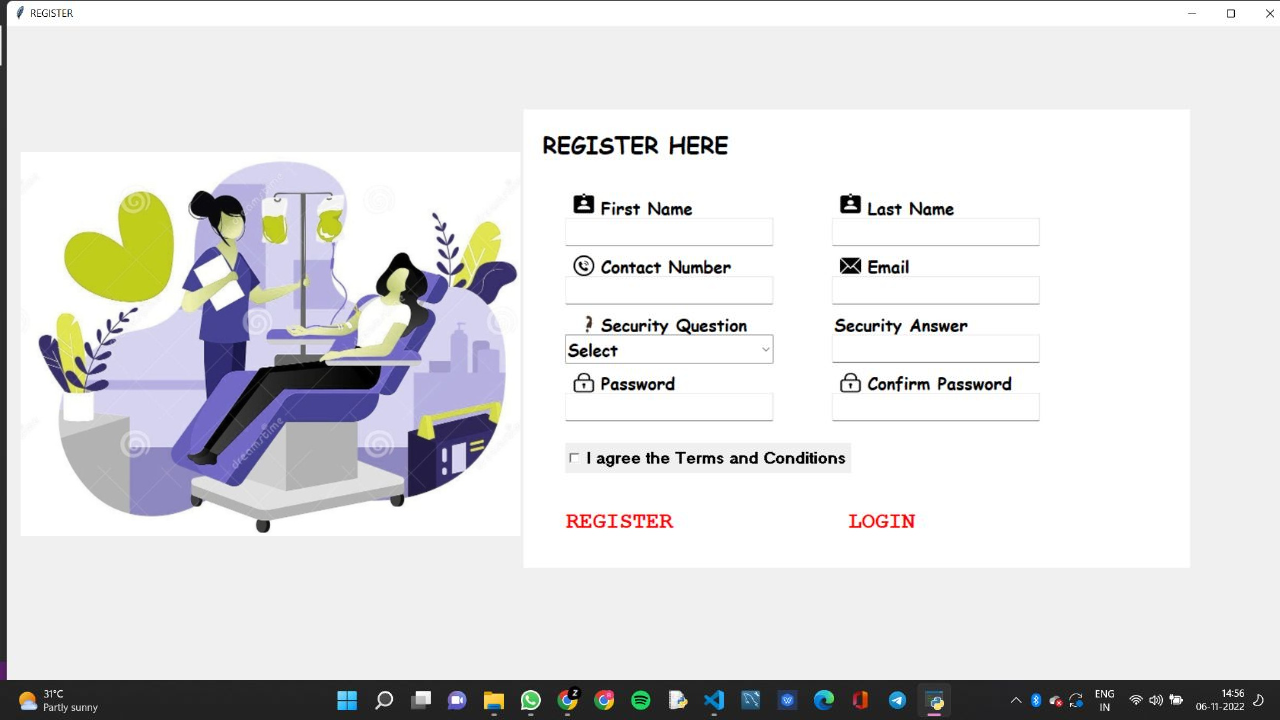 REGISTER
REGISTER HERE
First Name
Last Name
Contact Number
Email
? Security Question
Security Answer
Select
Password
Confirm Password
I agree the Terms and Conditions
REGISTER
LOGIN
dreamstime
31°C
Partly sunny
Z
W
ENG
IN
14:56
06-11-2022